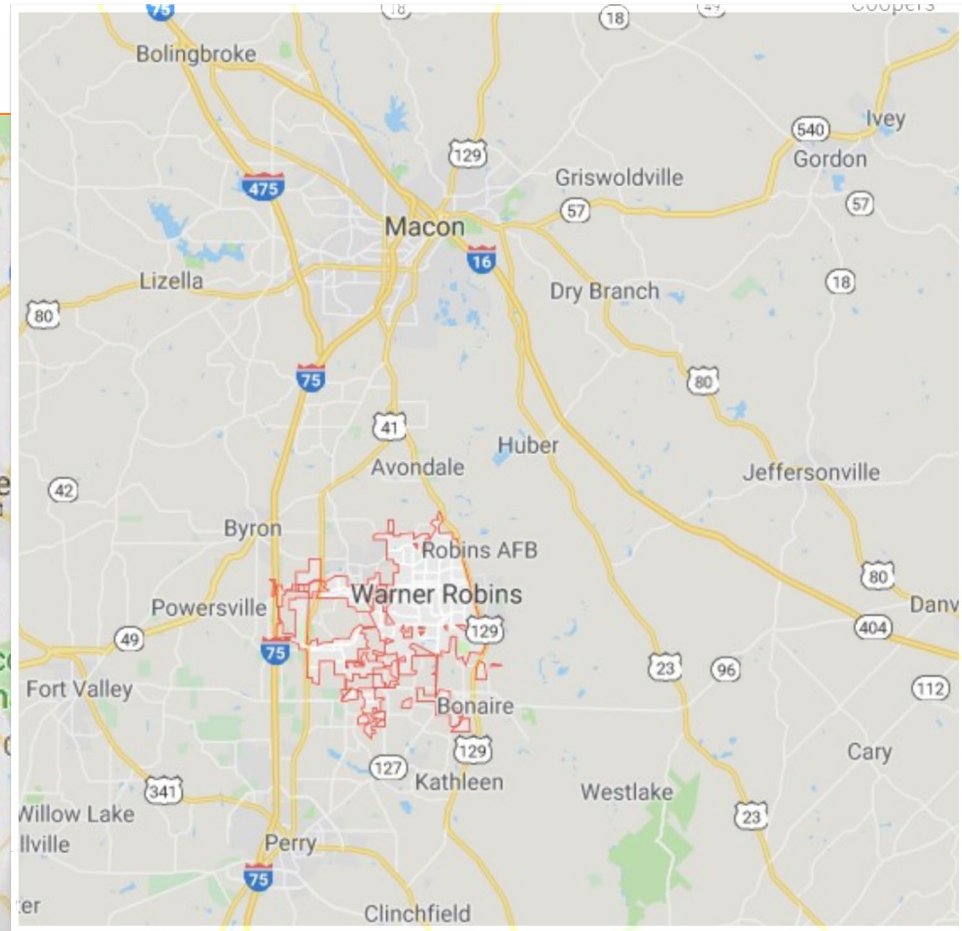 75
18
18
49
Coopers
Bolingbroke
Ivey
540
129
Gordon
Griswoldville
475
57
57
Macon
16
Lizella
Dry Branch
18
80
75
80
41
Huber
Avondale
Jeffersonville
42
Byron
Robins AFB
80
Warner Robins
Powersville
Danv
129
404
49
75
23
96
Fort Valley
112
Bonaire
129
Cary
127
Kathleen
341
Westlake
Willow Lake
23
llville
Perry
75
er
Clinchfield